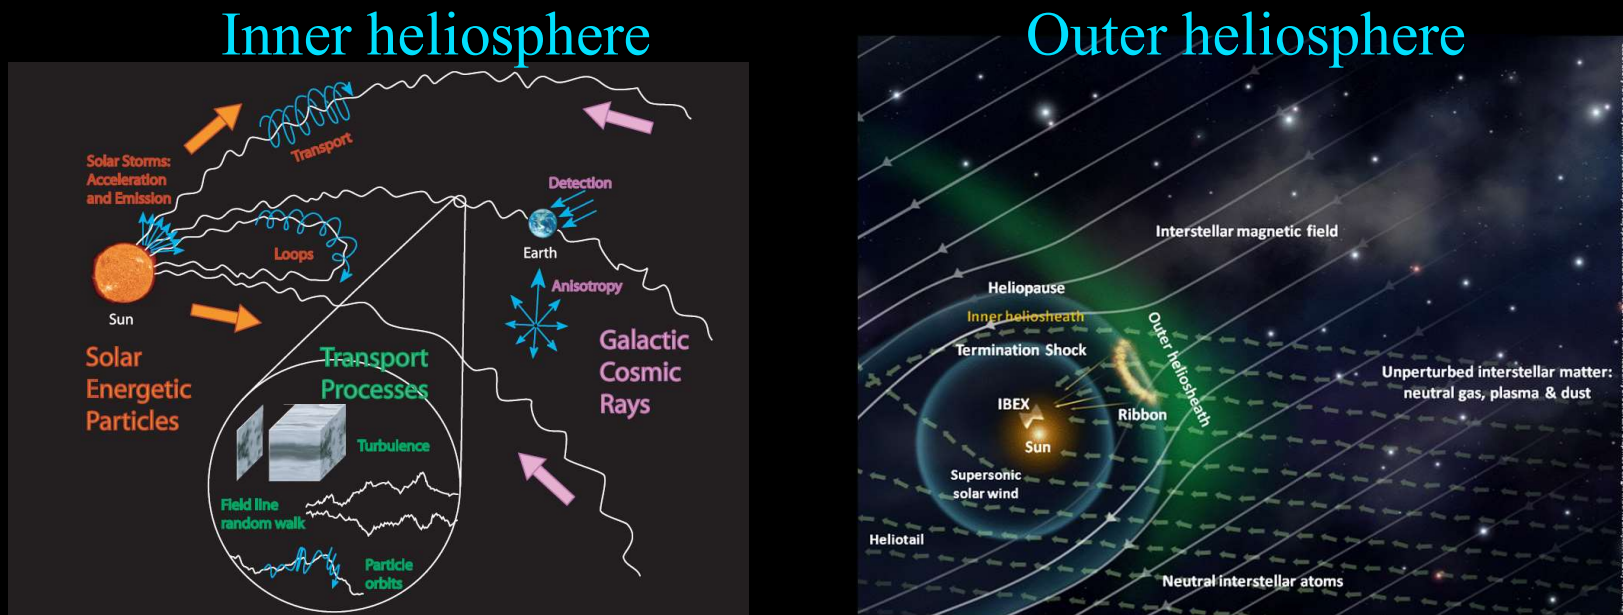 Inner heliosphere
Solar Storms:
Acceleration
and Emission
Transport
Detection
Loops
Earth
Anisotropy
Sun
Solar
Energetic
Particles
Galactic
Cosmic
Rays
Transport
Processes
Turbulence
Field line
random walk
Particle
orbits
Outer heliosphere
Interstellar magnetic field
Heliopause
Inner heliosheath
Outer heliosheath
Termination Shock
Unperturbed interstellar matter:
neutral gas, plasma & dust
IBEX
Ribbon
Sun
Supersonic
solar wind
Heliotail
Neutral interstellar atoms